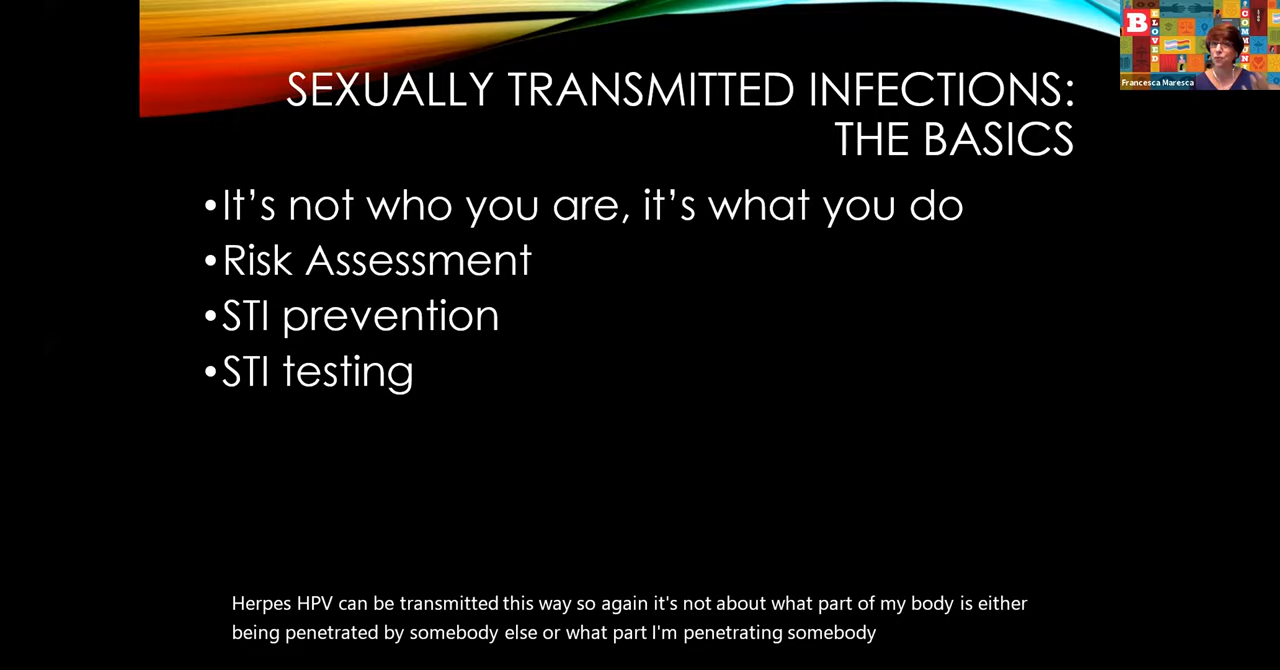 SEXUALLY TRANSMITTED INFECTIONS:
THE BASICS
•It's not who you are, it's what you do
•Risk Assessment
•STI prevention
•STI testing
Herpes HPV can be transmitted this way so again it's not about what part of my body is either
being penetrated by somebody else or what part I'm penetrating somebody
B
ELOVED
COMMUN
Francesca Maresca